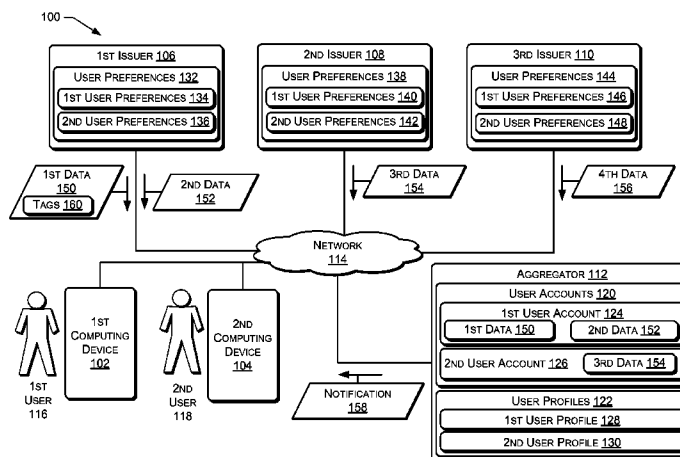 100
1ST ISSUER 106
USER PREFERENCES 132
1ST USER PREFERENCES 134
2ND USER PREFERENCES 136
2ND ISSUER 108
USER PREFERENCES 138
1ST USER PREFERENCES 140
2ND USER PREFERENCES 142
3RD ISSUER 110
USER PREFERENCES 144
1ST USER PREFERENCES 146
2ND USER PREFERENCES 148
1ST DATA
150
TAGS 160
2ND DATA
152
3RD DATA
154
4TH DATA
156
NETWORK
114
1ST
USER
116
1ST
COMPUTING
DEVICE
102
2ND
USER
118
2ND
COMPUTING
DEVICE
104
NOTIFICATION
158
AGGREGATOR 112
USER ACCOUNTS 120
1ST USER ACCOUNT 124
1ST DATA 150
2ND DATA 152
2ND USER ACCOUNT 126
3RD DATA 154
USER PROFILES 122
1ST USER PROFILE 128
2ND USER PROFILE 130